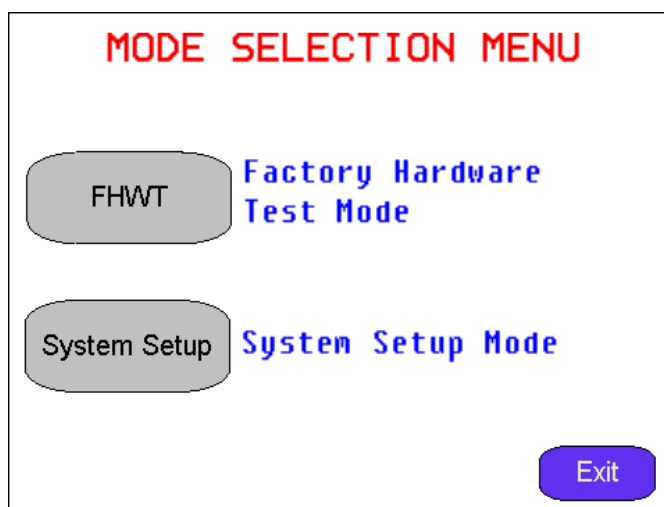 MODE SELECTION MENU
FHWT
Factory Hardware
Test Mode
System Setup
System Setup Mode
Exit